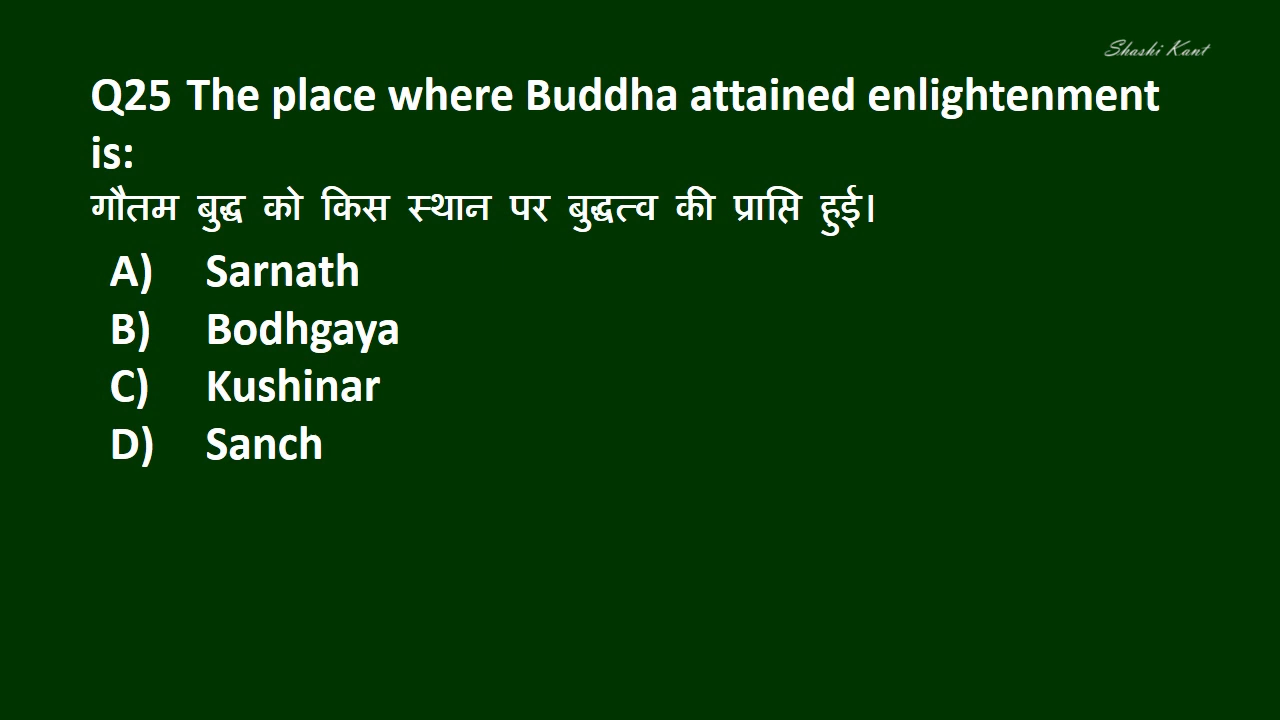 Shashi Kant
Q25 The place where Buddha attained enlightenment
is:
गौतम बुद्ध को किस स्थान पर बुद्धत्व की प्राप्ति हुई।
A) Sarnath
B) Bodhgaya
C) Kushinar
D) Sanch